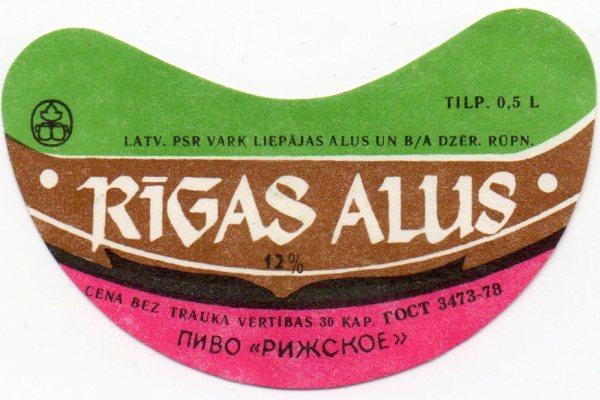 TILP. 0,5 L
LATV. PSR VARK LIEPĀJAS ALUS UN B/A DZĒR. RŪPN.
RĪGAS ALUS
12%
CENA BEZ TRAUKA VĒRTĪBAS 30 KAP. ГОСТ 3473-78
ПИВО «РИЖСКОЕ»